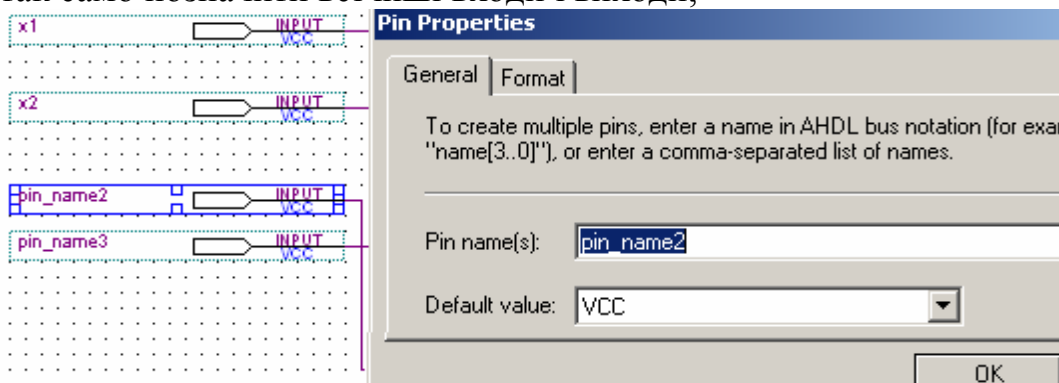 x1
INPUT
VCC
x2
INPUT
VCC
pin_name2
INPUT
VCC
pin_name3
INPUT
VCC
Pin Properties
General
Format
To create multiple pins, enter a name in AHDL bus notation (for exa
"name[3..0]"), or enter a comma-separated list of names.
Pin name(s):
pin_name2
Default value:
VCC
OK